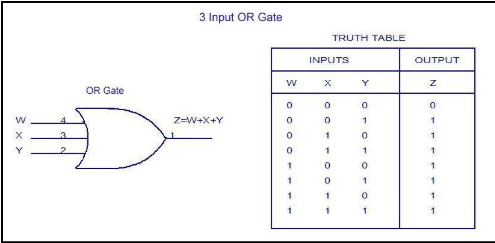 3 Input OR Gate
OR Gate
W 4
X 3
Y 2
Z=W+X+Y
1
TRUTH TABLE
INPUTS OUTPUT
W X Y Z
0 0 0 0
0 0 1 1
0 1 0 1
0 1 1 1
1 0 0 1
1 0 1 1
1 1 0 1
1 1 1 1